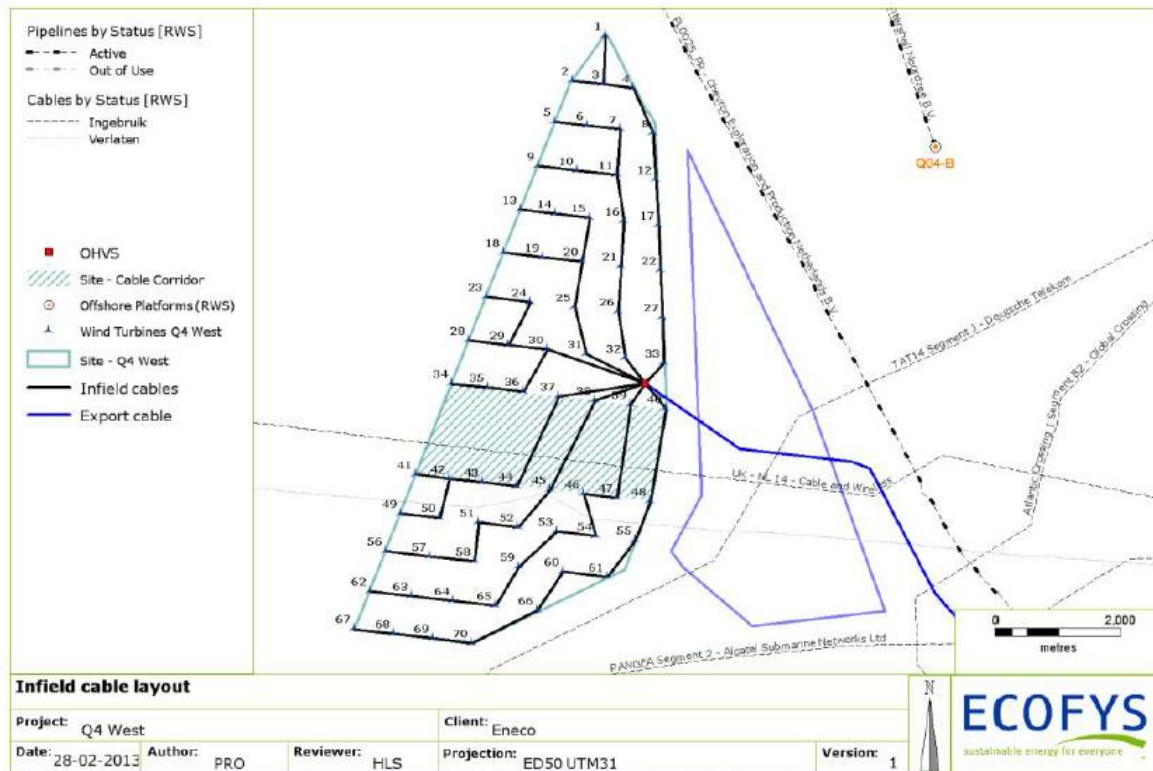 Pipelines by Status [RWS]
Active
Out of Use
Cables by Status [RWS]
Ingebruik
Verlaten
OHVS
Site - Cable Corridor
Offshore Platforms (RWS)
Wind Turbines Q4 West
Site - Q4 West
Infield cables
Export cable
1
2
3
4
5
6
7
8
9
10
11
12
13
14
15
16
17
18
19
20
21
22
23
24
25
26
27
28
29
30
31
32
33
34
35
36
37
38
39
40
41
42
43
44
45
46
47
48
49
50
51
52
53
54
55
56
57
58
59
60
61
62
63
64
65
66
67
68
69
70
PL0025_PR - Chevron Exploration and Production Netherlands B.V.
Noordzee B.V.
Q04-B
TAT14 Segment J - Deutsche Telekom
Atlantic Crossing 1 Segment B2 - Global Crossing
UK - NL 14 - Cable and Wireless
PANGEA Segment 2 - Alcatel Submarine Networks Ltd
0 2,000
metres
Infield cable layout
Project: Q4 West
Client: Eneco
Date: 28-02-2013
Author: PRO
Reviewer: HLS
Projection: ED50 UTM31
Version: 1
N
ECOFYS
sustainable energy for everyone